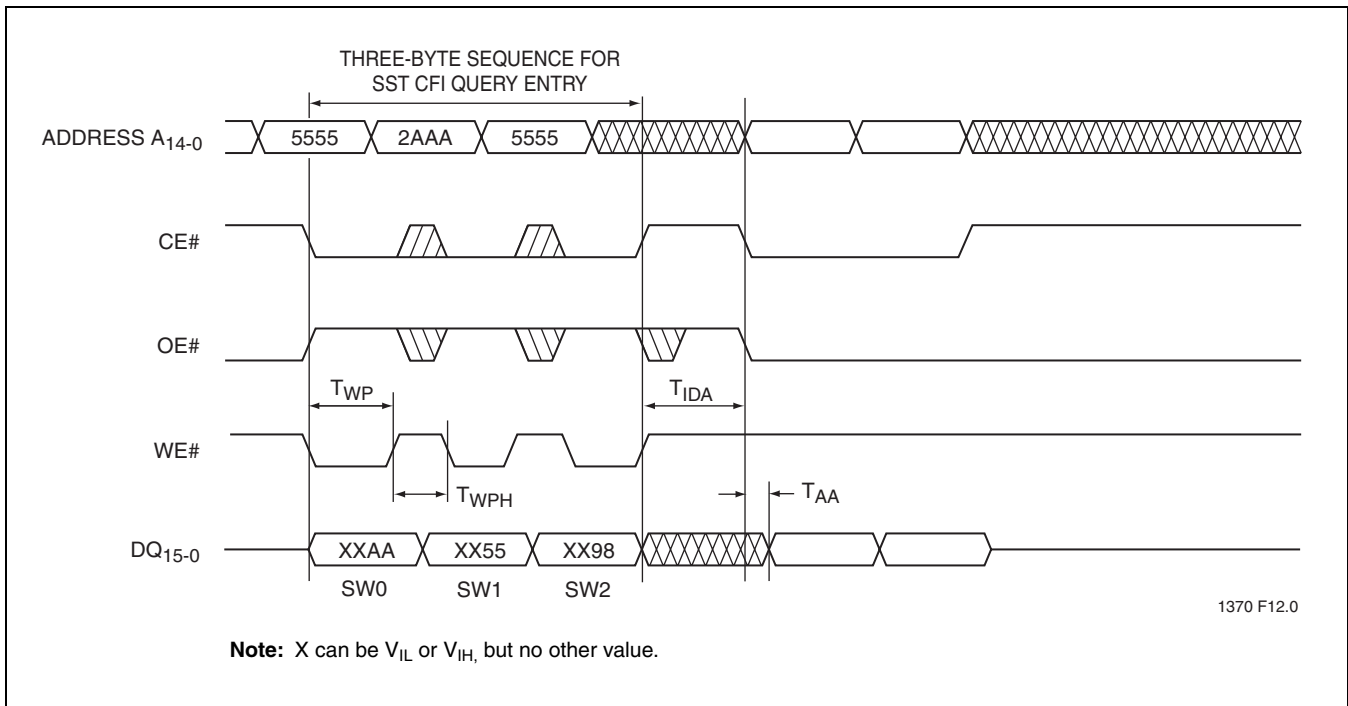 THREE-BYTE SEQUENCE FOR
SST CFI QUERY ENTRY
ADDRESS A14-0
5555 2AAA 5555
CE#
OE#
TWP TIDA
WE#
TWPH TAA
DQ15-0 XXAA XX55 XX98
SW0 SW1 SW2
1370 F12.0
Note: X can be VIL or VIH, but no other value.